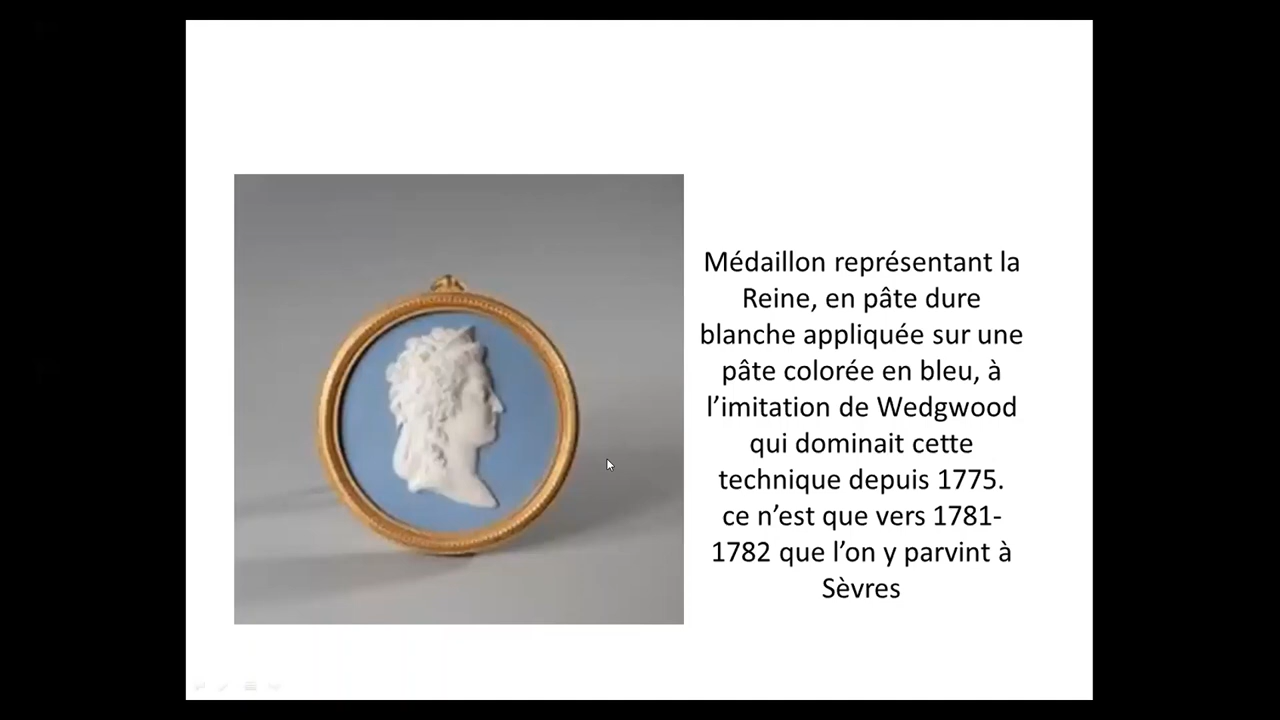 Médaillon représentant la
Reine, en pâte dure
blanche appliquée sur une
pâte colorée en bleu, à
l’imitation de Wedgwood
qui dominait cette
technique depuis 1775.
ce n’est que vers 1781-
1782 que l’on y parvint à
Sèvres